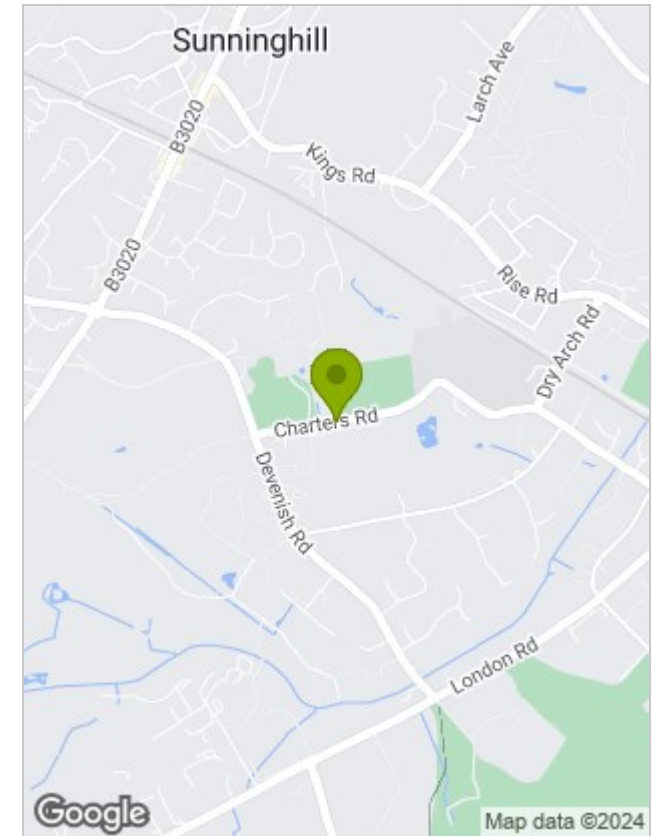 Sunninghill
Larch Ave
B3020
Kings Rd
B3020
Rise Rd
Dry Arch Rd
Charters Rd
Devenish Rd
London Rd
Google
Map data ©2024